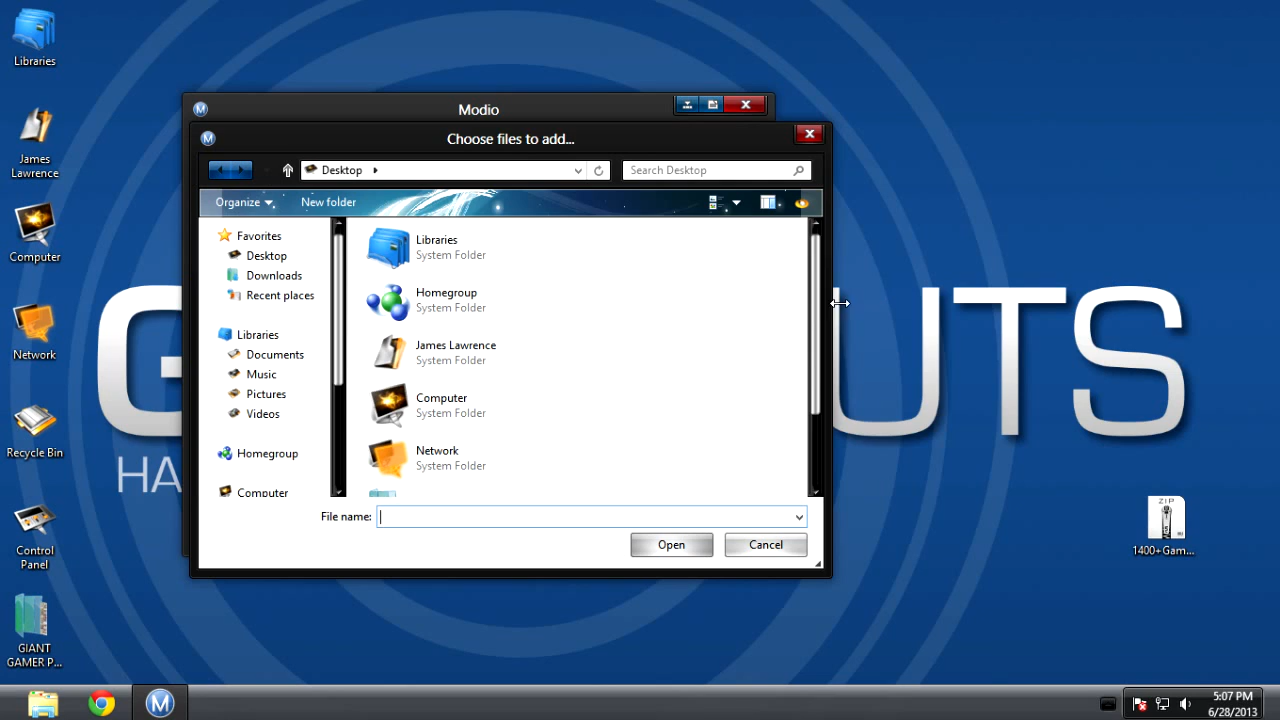 Libraries
James
Lawrence
Computer
Network
Recycle Bin
Control
Panel
GIANT
GAMER P...
Modio
Choose files to add...
Desktop
Search Desktop
Organize
New folder
Favorites
Desktop
Downloads
Recent places
Libraries
Documents
Music
Pictures
Videos
Homegroup
Computer
Libraries
System Folder
Homegroup
System Folder
James Lawrence
System Folder
Computer
System Folder
Network
System Folder
File name:
Open
Cancel
G UTS
HA
ZIP
1400+Gam...
5:07 PM
6/28/2013